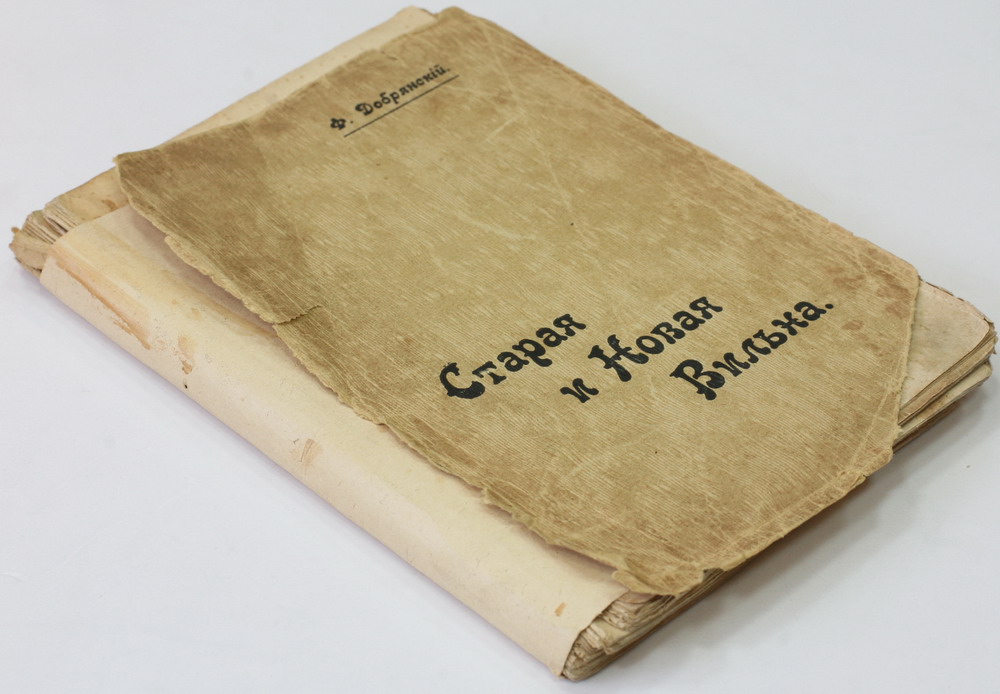 Ф. Добрянскій.
Старая
и Новая
Вильна.